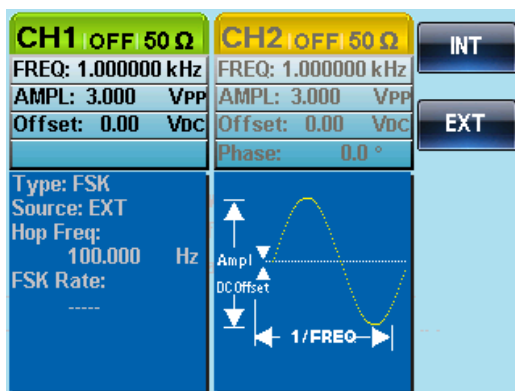 CH1 OFF 50 Ω
FREQ: 1.000000 kHz
AMPL: 3.000 VPP
Offset: 0.00 VDC
CH2 OFF 50 Ω
FREQ: 1.000000 kHz
AMPL: 3.000 VPP
Offset: 0.00 VDC
Phase: 0.0 °
INT
EXT
Type: FSK
Source: EXT
Hop Freq:
100.000 Hz
FSK Rate:
-----
Ampl
DC Offset
1/FREQ